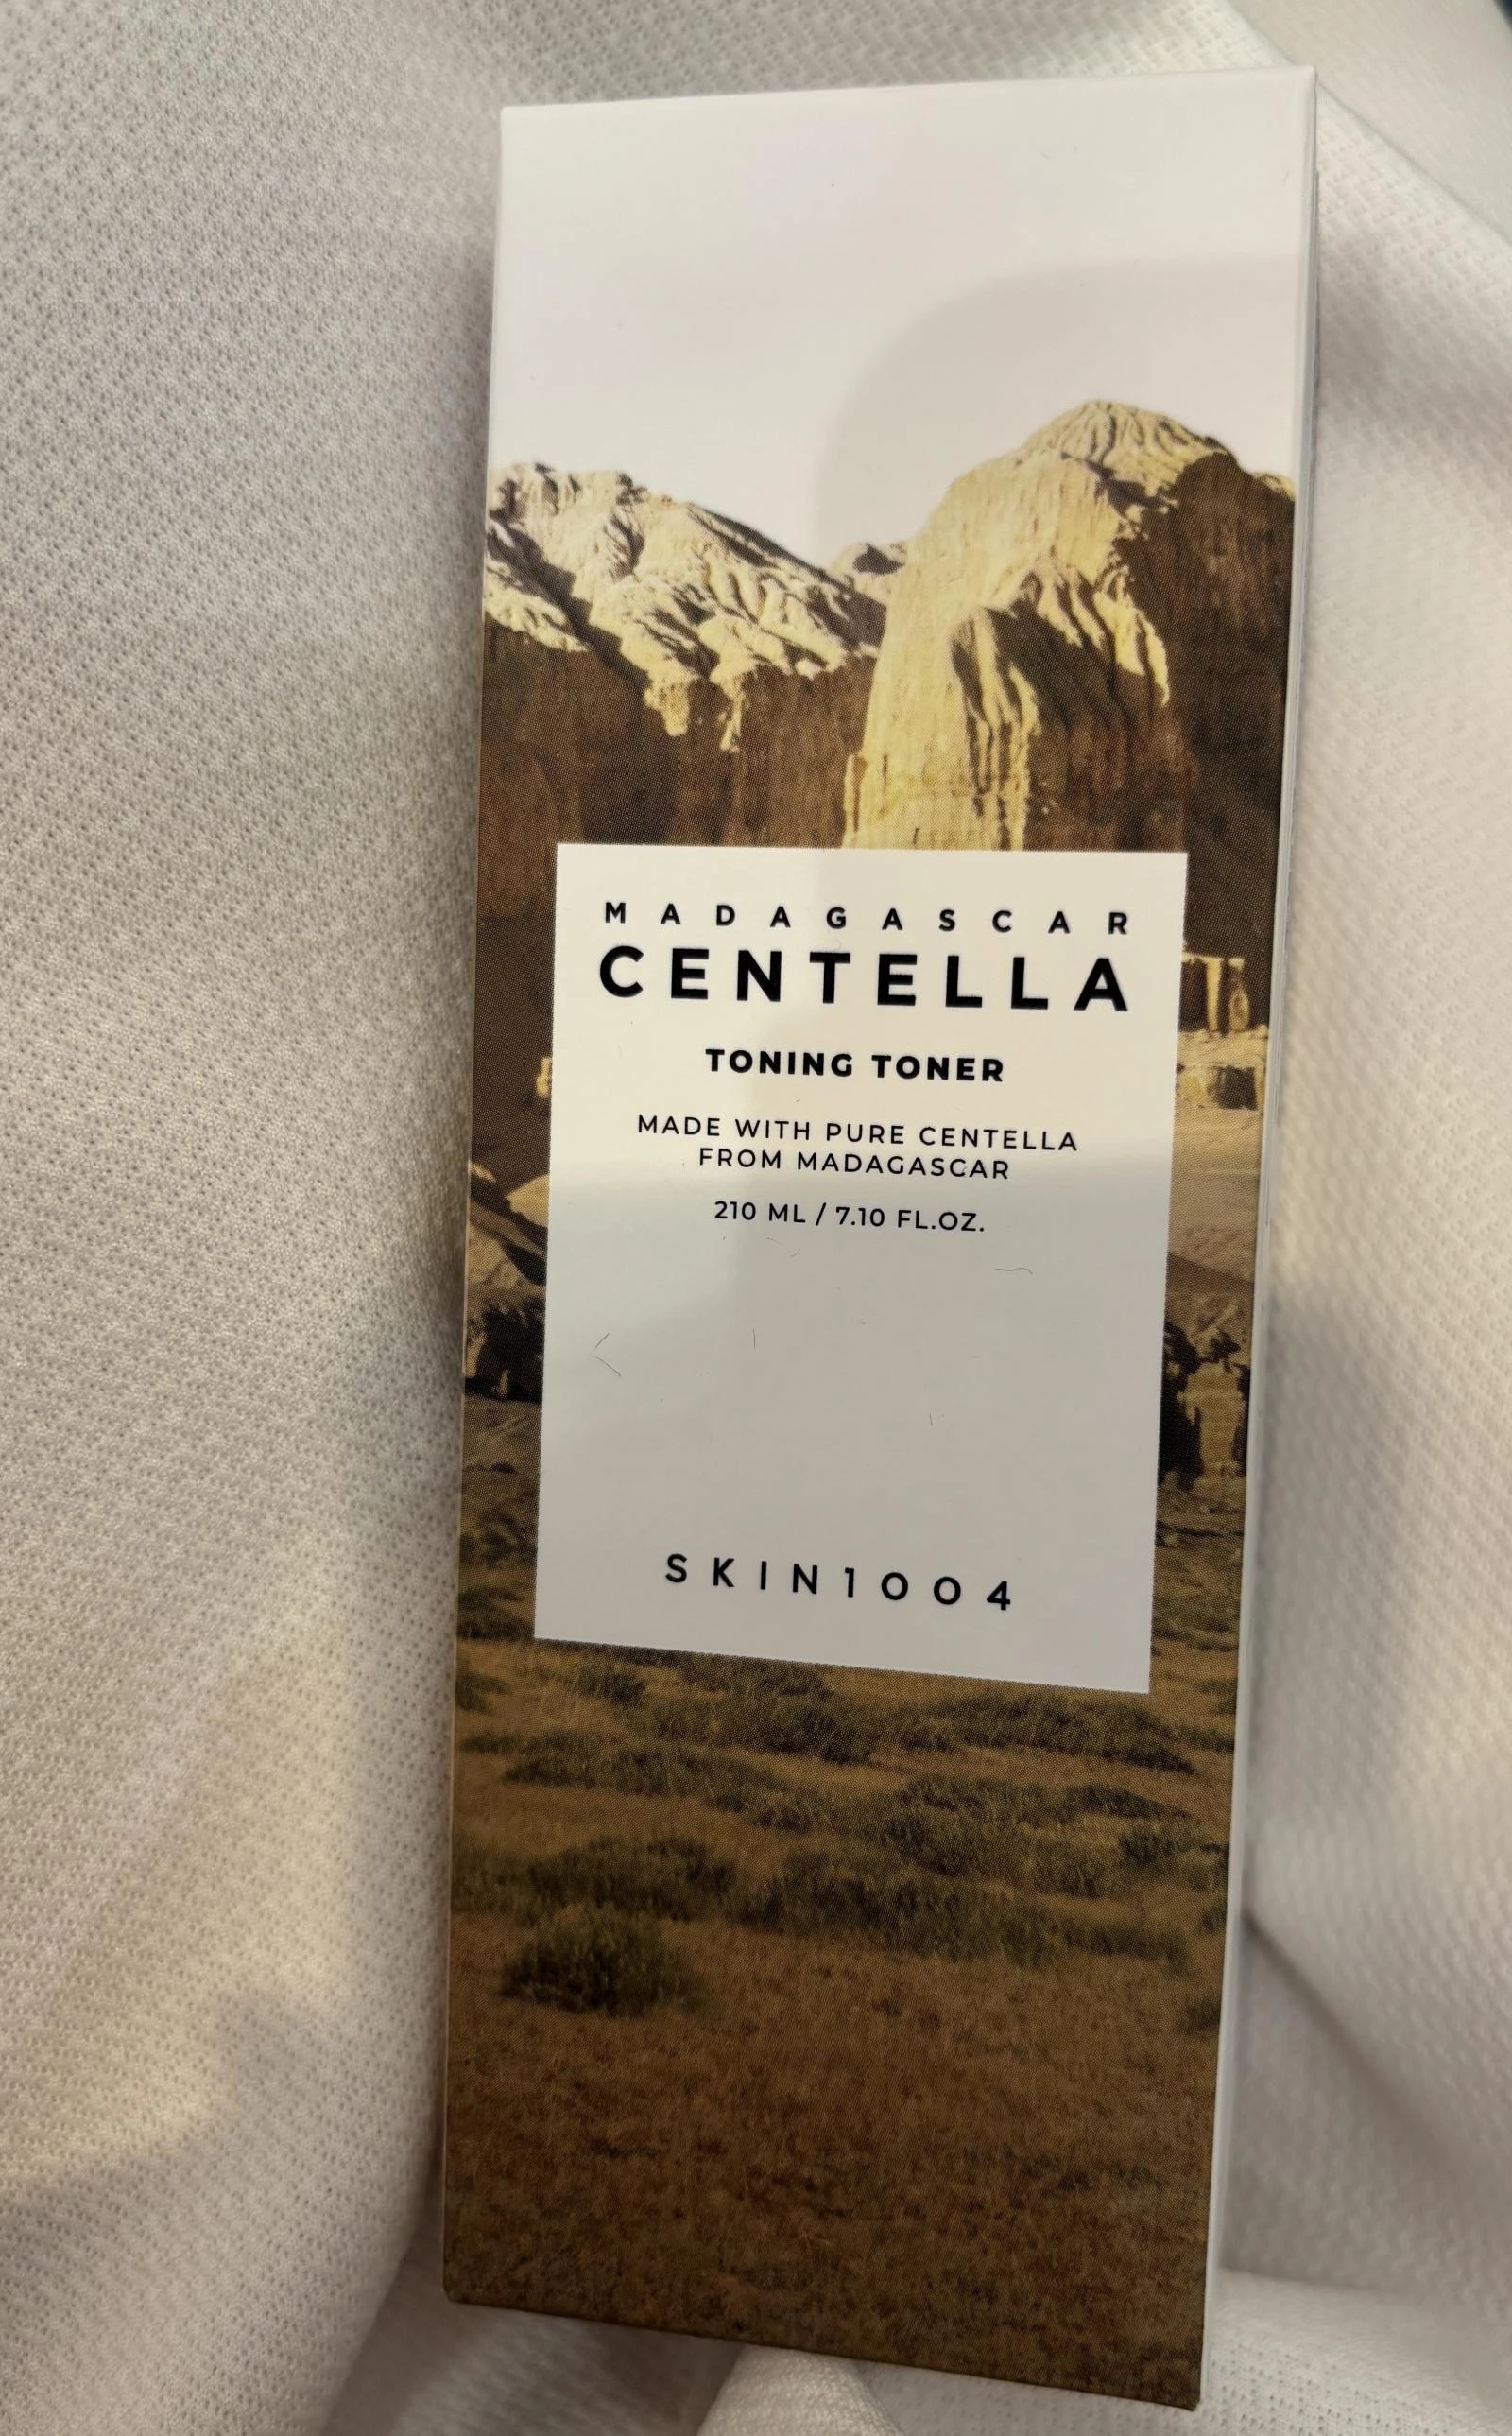 MADAGASCAR
CENTELLA
TONING TONER
MADE WITH PURE CENTELLA
FROM MADAGASCAR
210 ML / 7.10 FL.OZ.
SKIN1004